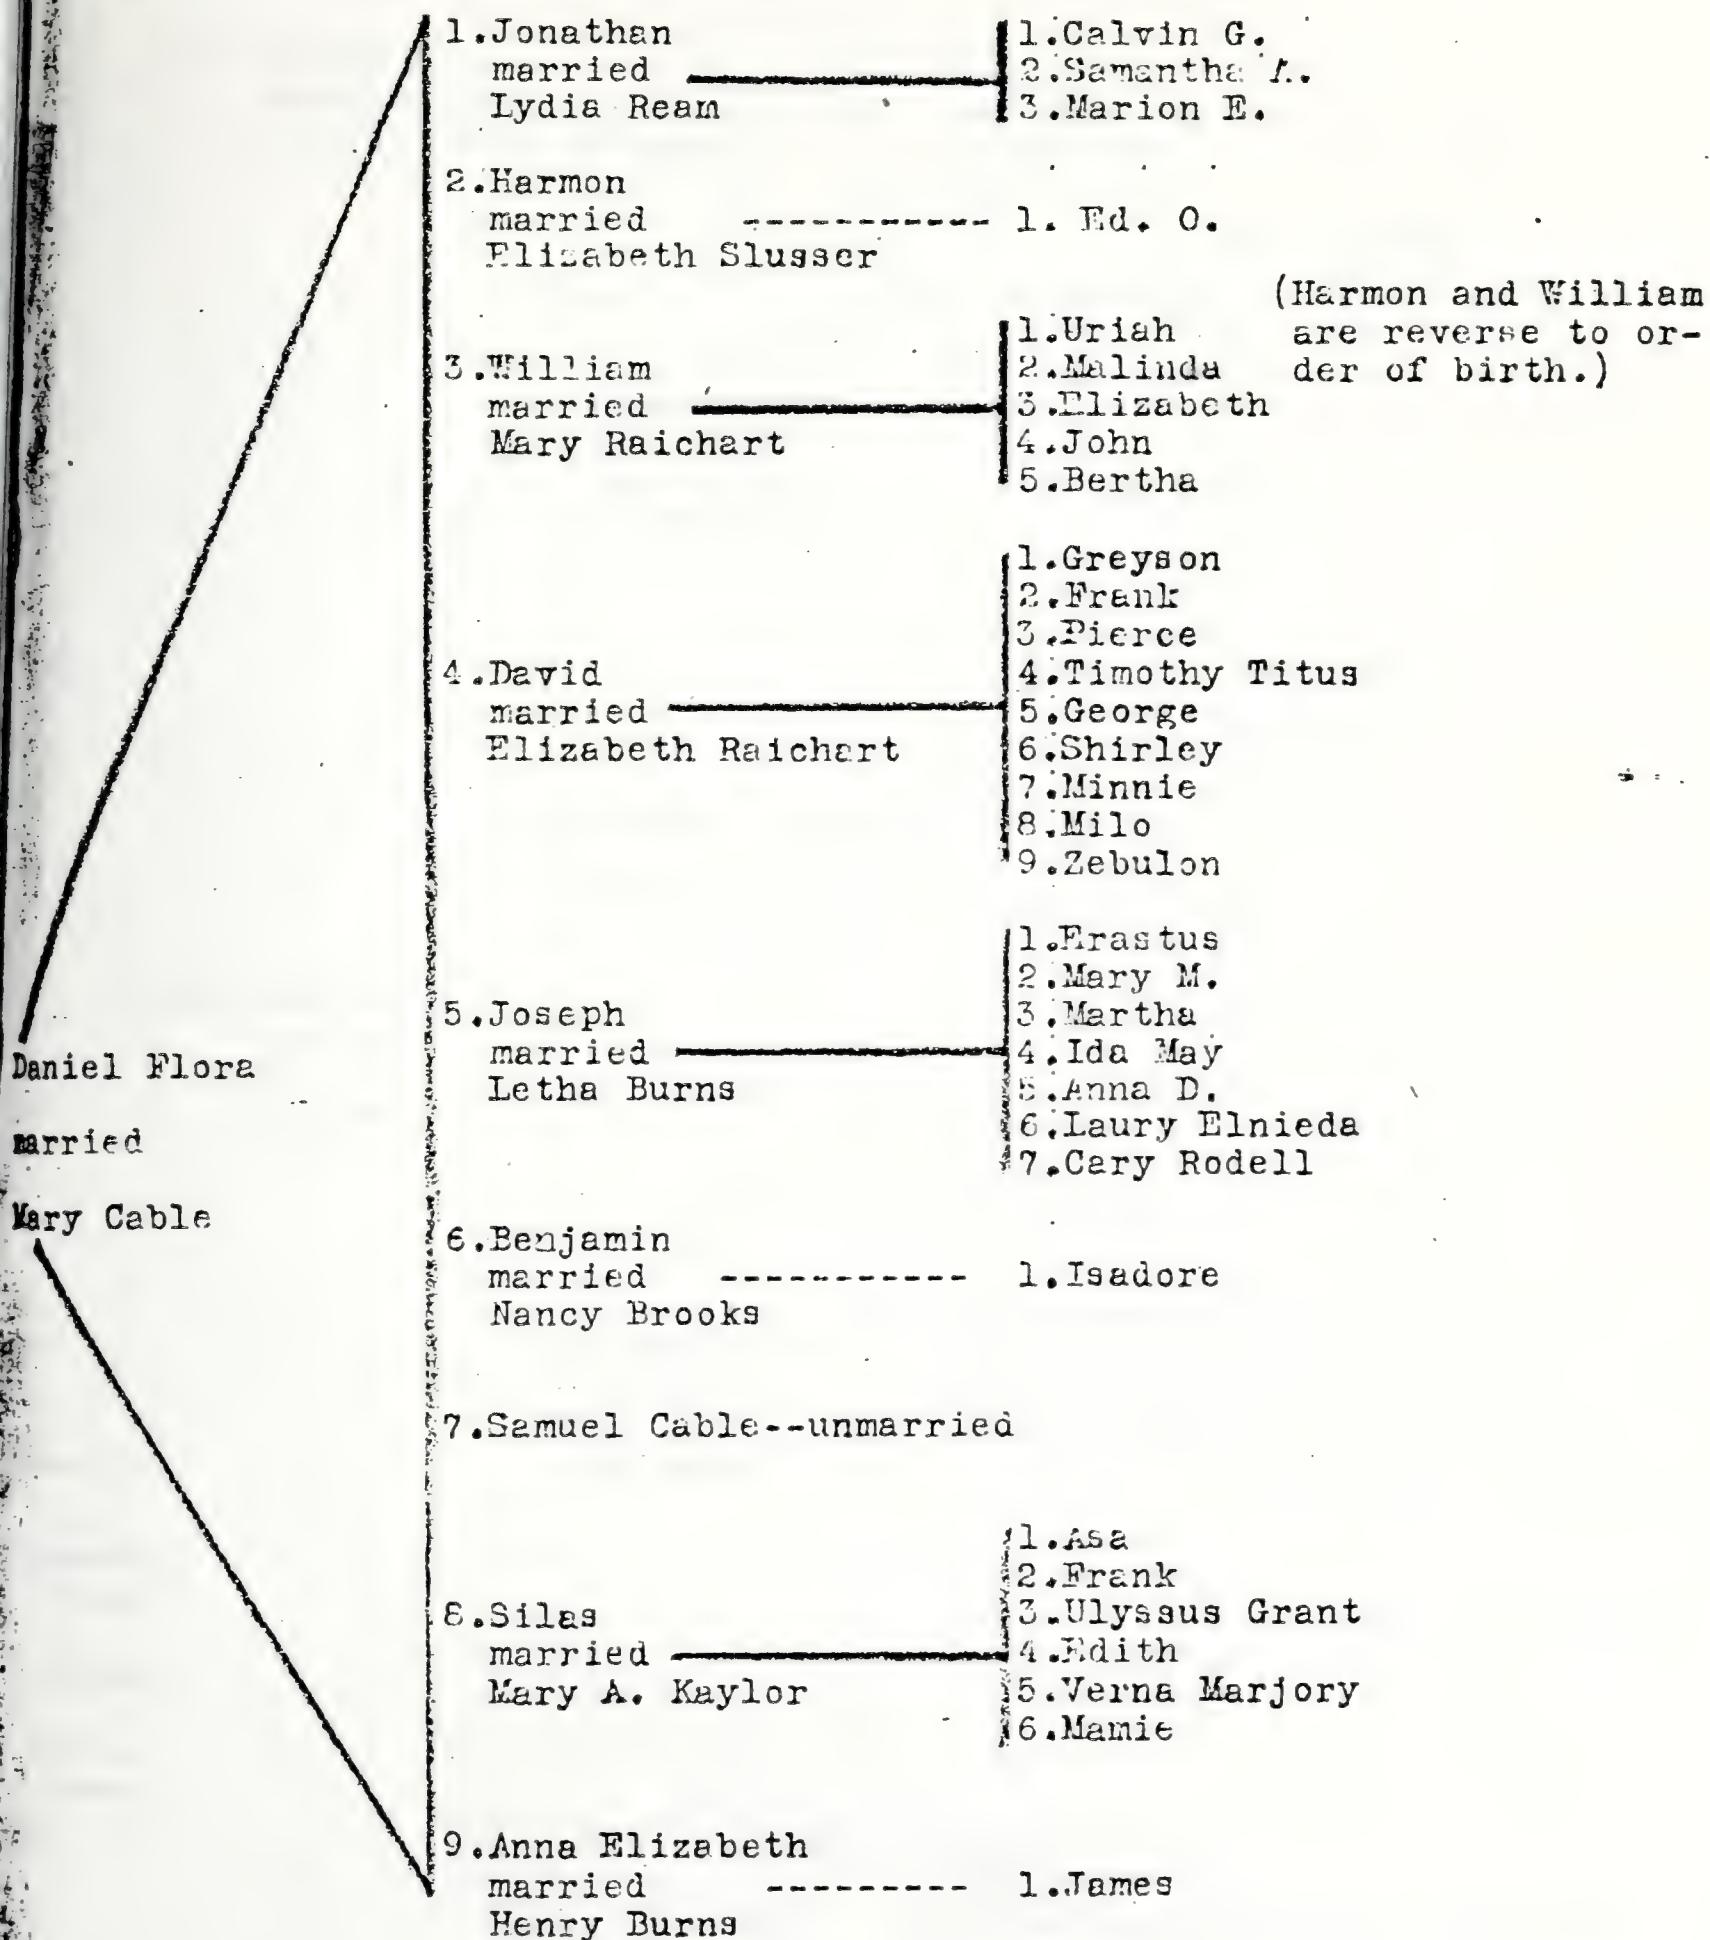 Daniel Flora
married
Mary Cable
1.Jonathan
married
Lydia Ream
1.Calvin G.
2.Samantha A.
3.Marion E.
2.Harmon
married ----------- 1. Ed. O.
Elizabeth Slusser
(Harmon and William
are reverse to or-
der of birth.)
3.William
married
Mary Raichart
1.Uriah
2.Malinda
3.Elizabeth
4.John
5.Bertha
4.David
married
Elizabeth Raichart
1.Greyson
2.Frank
3.Pierce
4.Timothy Titus
5.George
6.Shirley
7.Minnie
8.Milo
9.Zebulon
5.Joseph
married
Letha Burns
1.Erastus
2.Mary M.
3.Martha
4.Ida May
5.Anna D.
6.Laury Elnieda
7.Cary Rodell
6.Benjamin
married ----------- 1.Isadore
Nancy Brooks
7.Samuel Cable--unmarried
8.Silas
married
Mary A. Kaylor
1.Asa
2.Frank
3.Ulyssus Grant
4.Edith
5.Verna Marjory
6.Mamie
9.Anna Elizabeth
married --------- 1.James
Henry Burns